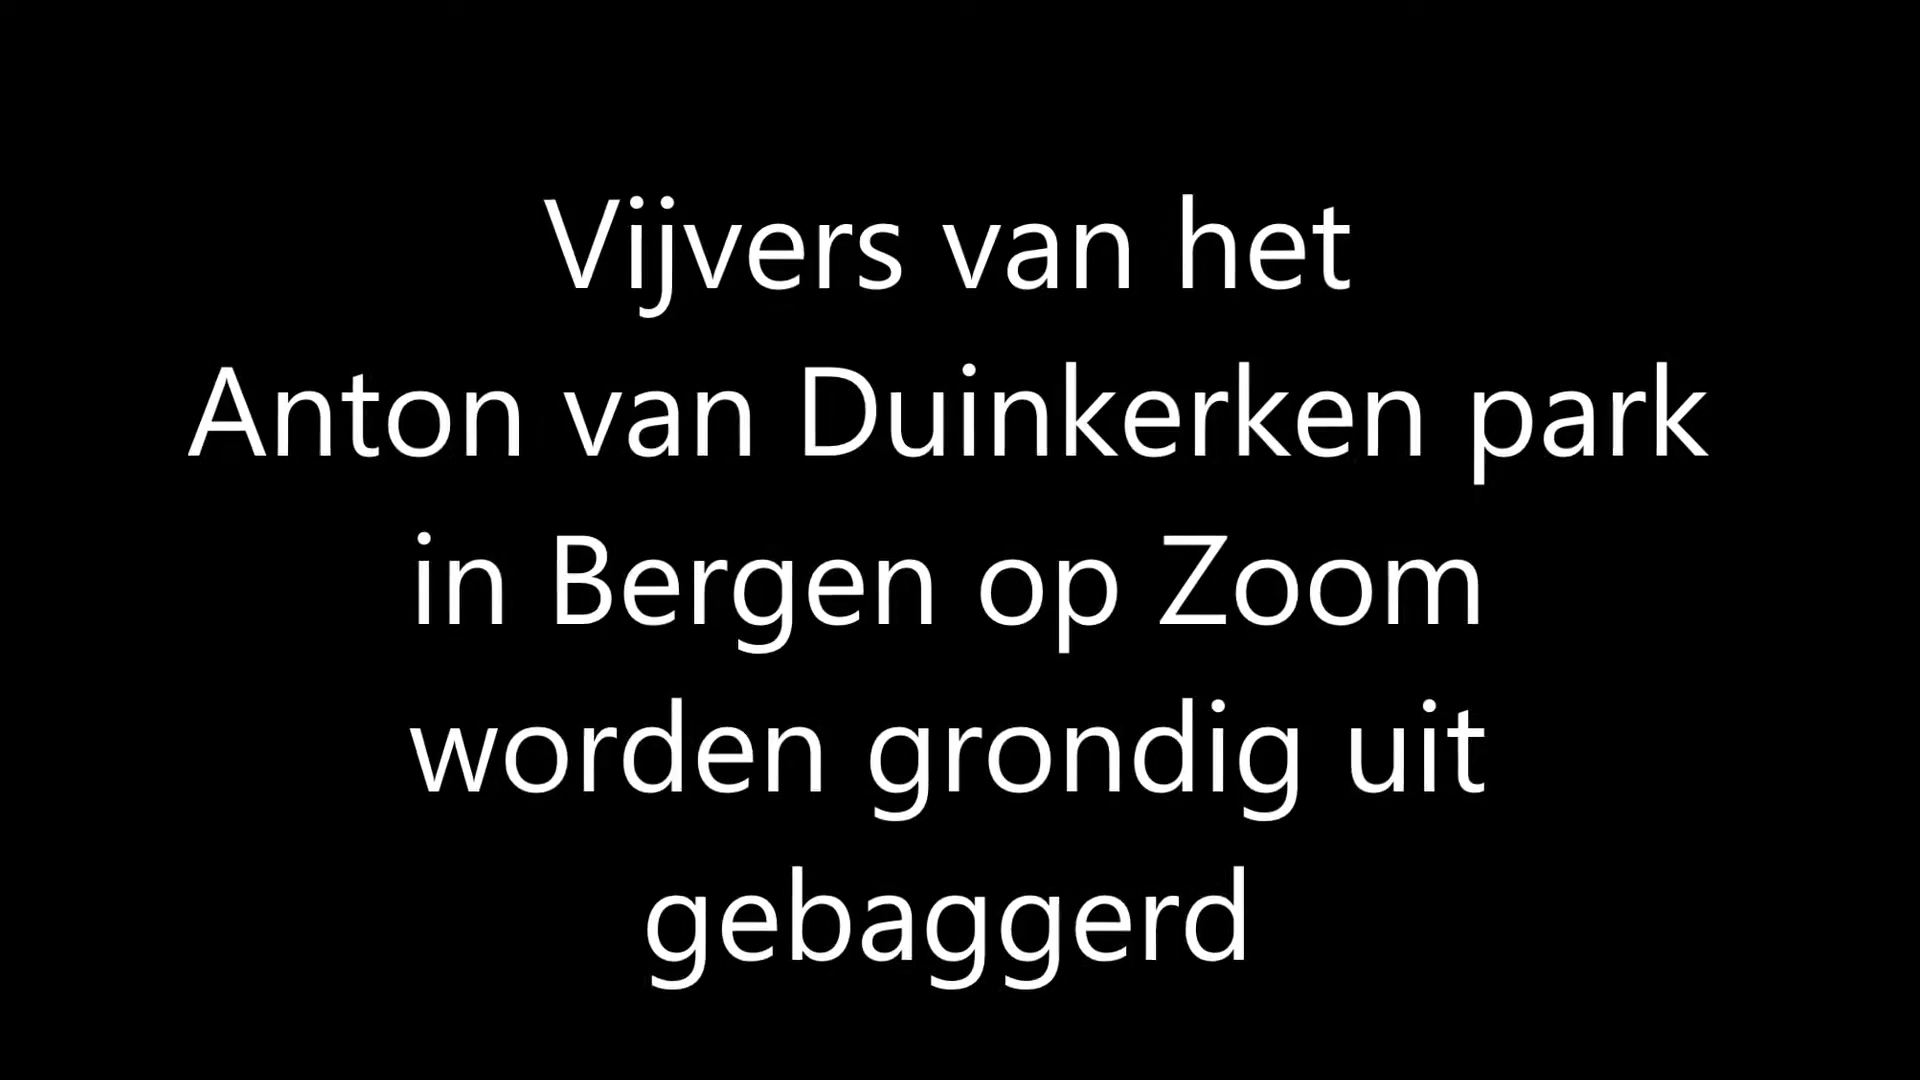 Vijvers van het
Anton van Duinkerken park
in Bergen op Zoom
worden grondig uit
gebaggerd